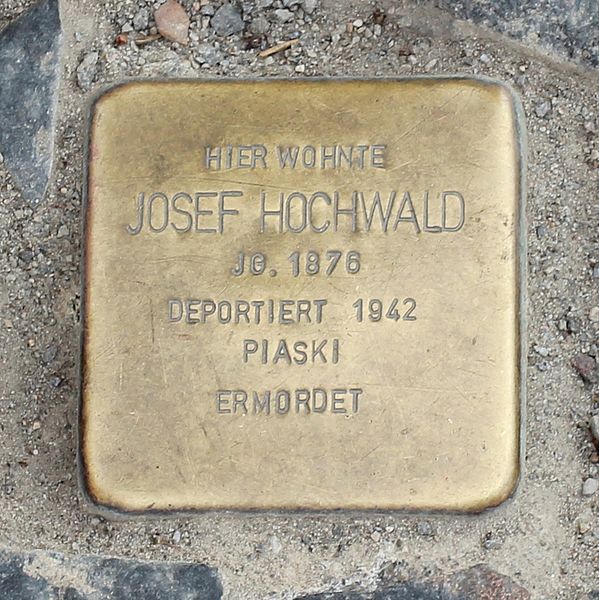 HIER WOHNTE
JOSEF HOCHWALD
JG. 1876
DEPORTIERT 1942
PIASKI
ERMORDET